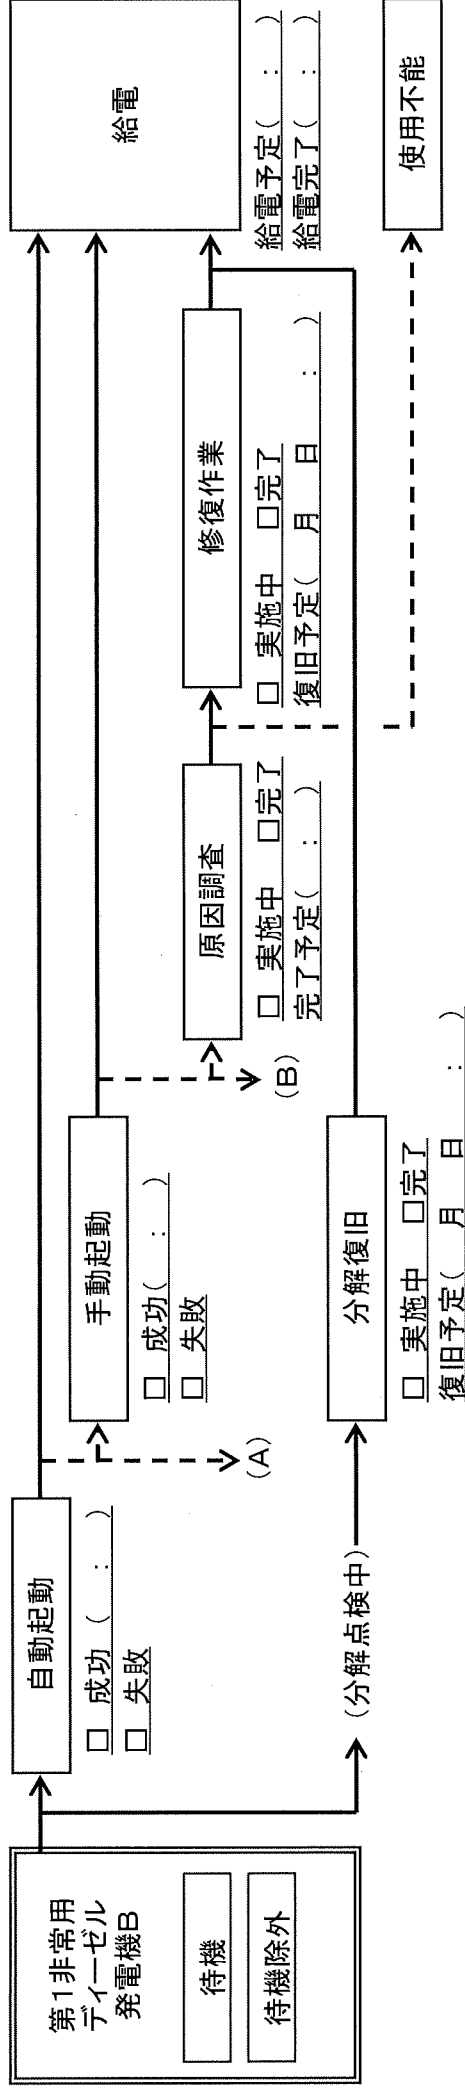 第1非常用
ディーゼル
発電機B
待機
待機除外
自動起動
□ 成功 (　:　)
□ 失敗
(A)
手動起動
□ 成功(　:　)
□ 失敗
(B)
原因調査
□ 実施中　□完了
完了予定(　:　)
修復作業
□ 実施中　□完了
復旧予定(　月　日　:　)
給電
給電予定(　:　)
給電完了(　:　)
(分解点検中)
分解復旧
□ 実施中　□完了
復旧予定(　月　日　:　)
使用不能